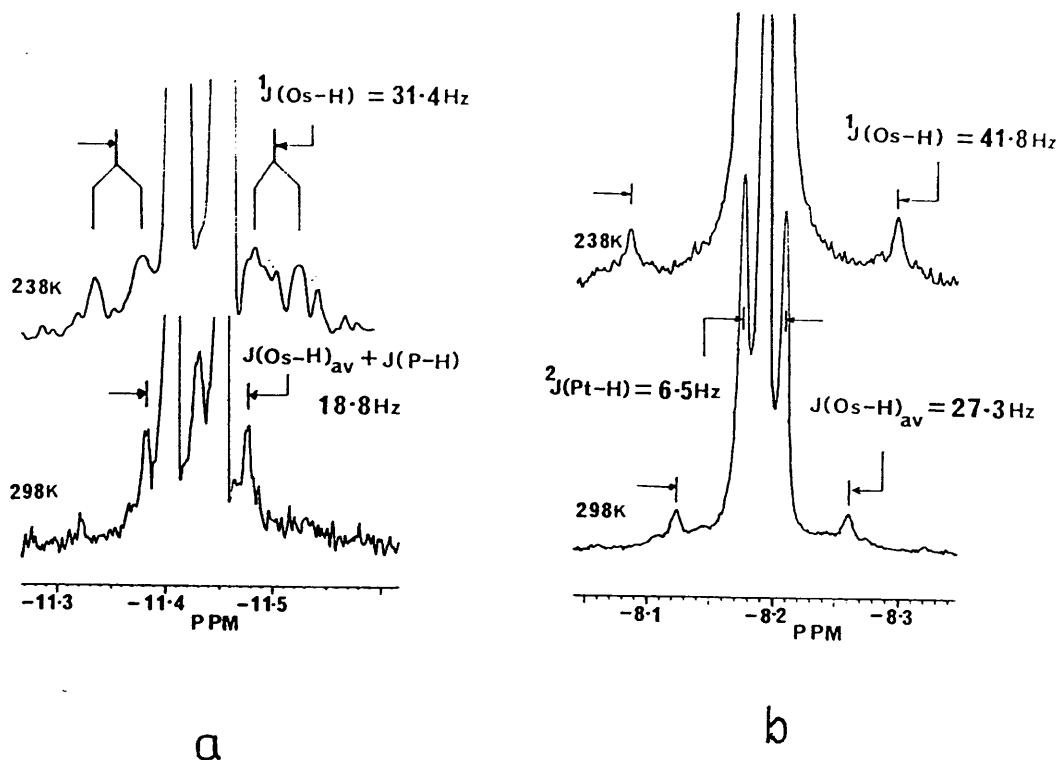 ¹J(Os-H) = 31·4Hz
238K
J(Os-H)av + J(P-H)
18·8Hz
298K
-11·3 -11·4 -11·5
PPM
a
¹J(Os-H) = 41·8Hz
238K
²J(Pt-H) = 6·5Hz
J(Os-H)av = 27·3Hz
298K
-8·1 -8·2 -8·3
PPM
b